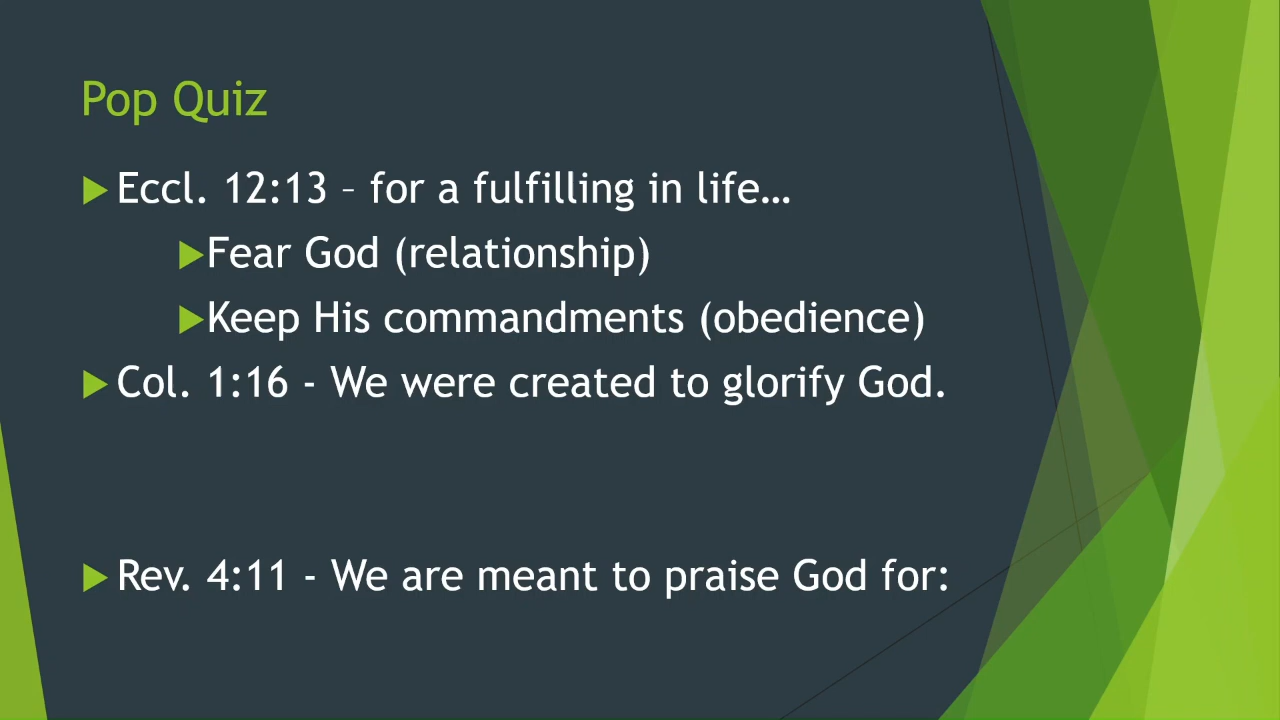 Pop Quiz
Eccl. 12:13 – for a fulfilling in life…
Fear God (relationship)
Keep His commandments (obedience)
Col. 1:16 - We were created to glorify God.
Rev. 4:11 - We are meant to praise God for: